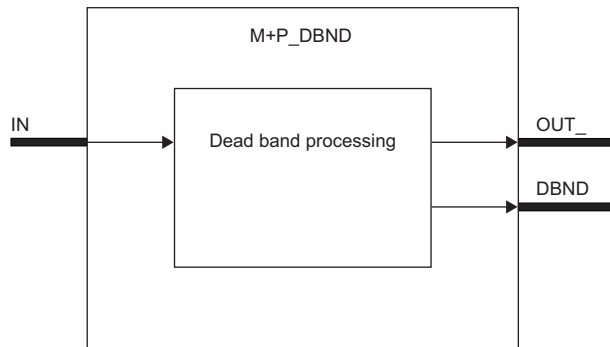 M+P_DBND
IN
Dead band processing
OUT_
DBND